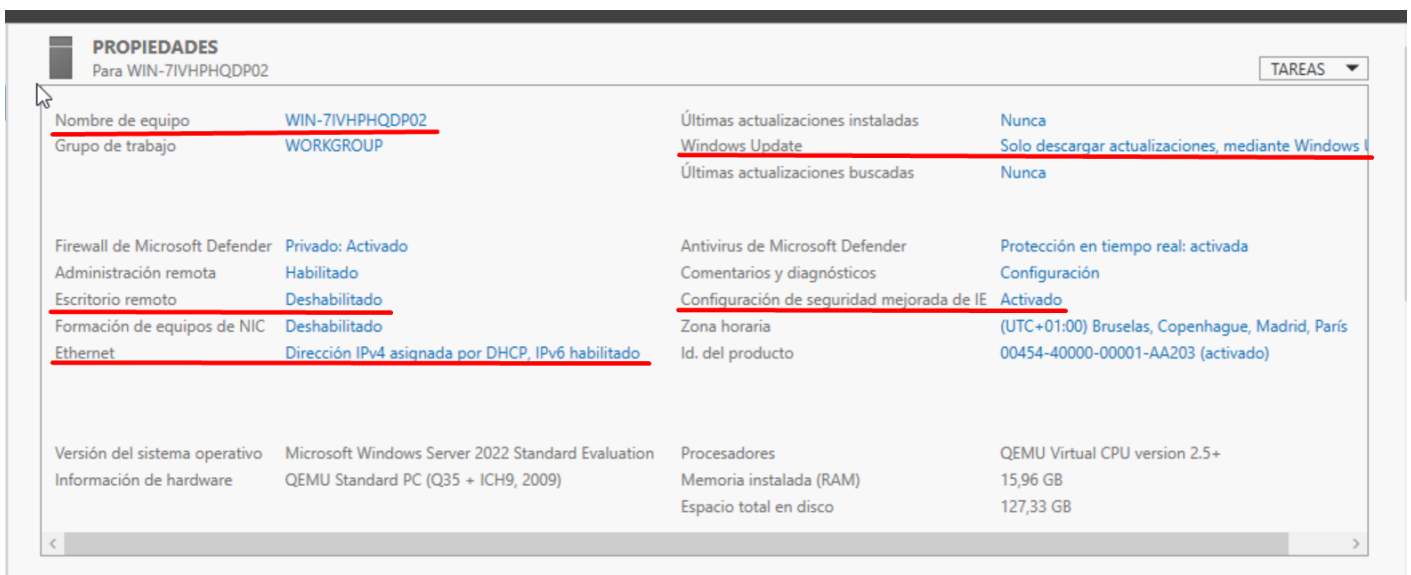 PROPIEDADES
Para WIN-7IVHPHQDP02
TAREAS
Nombre de equipo WIN-7IVHPHQDP02
Grupo de trabajo WORKGROUP
Últimas actualizaciones instaladas Nunca
Windows Update Solo descargar actualizaciones, mediante Windows
Últimas actualizaciones buscadas Nunca
Firewall de Microsoft Defender Privado: Activado
Administración remota Habilitado
Escritorio remoto Deshabilitado
Formación de equipos de NIC Deshabilitado
Ethernet Dirección IPv4 asignada por DHCP, IPv6 habilitado
Antivirus de Microsoft Defender Protección en tiempo real: activada
Comentarios y diagnósticos Configuración
Configuración de seguridad mejorada de IE Activado
Zona horaria (UTC+01:00) Bruselas, Copenhague, Madrid, París
Id. del producto 00454-40000-00001-AA203 (activado)
Versión del sistema operativo Microsoft Windows Server 2022 Standard Evaluation
Información de hardware QEMU Standard PC (Q35 + ICH9, 2009)
Procesadores QEMU Virtual CPU version 2.5+
Memoria instalada (RAM) 15,96 GB
Espacio total en disco 127,33 GB